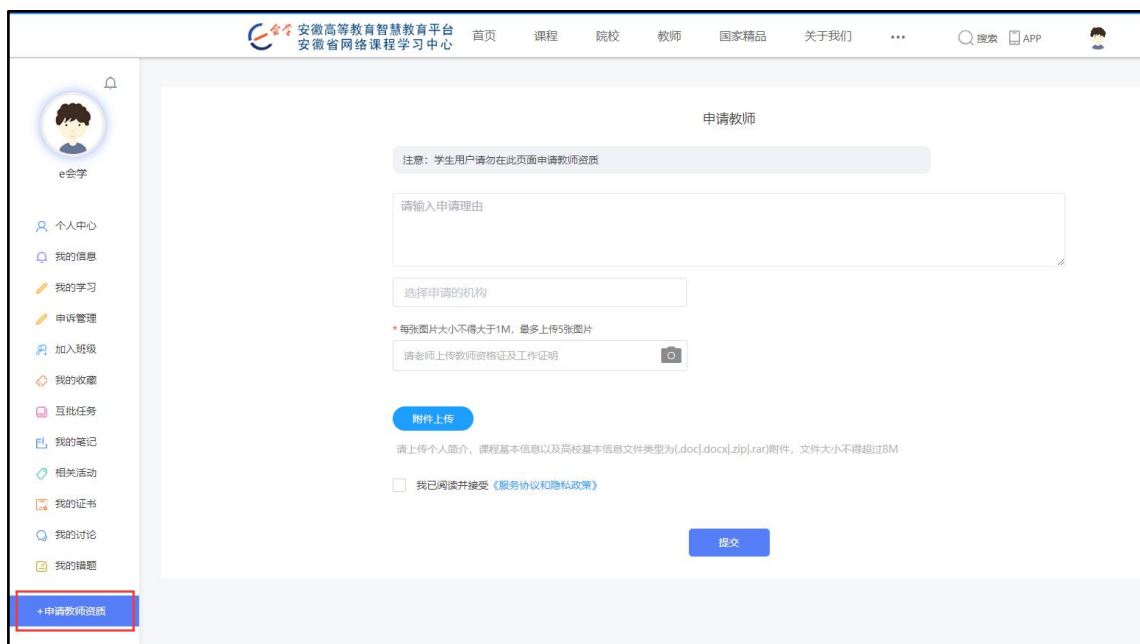 e会学 安徽高等教育智慧教育平台
安徽省网络课程学习中心
首页 课程 院校 教师 国家精品 关于我们 ••• 搜索 APP
e会学
个人中心
我的信息
我的学习
申诉管理
加入班级
我的收藏
互批任务
我的笔记
相关活动
我的证书
我的讨论
我的错题
+申请教师资质
申请教师
注意：学生用户请勿在此页面申请教师资质
请输入申请理由
选择申请的机构
* 每张图片大小不得大于1M，最多上传5张图片
请老师上传教师资格证及工作证明
附件上传
请上传个人简介，课程基本信息以及高校基本信息文件类型为(.doc|.docx|.zip|.rar)附件，文件大小不得超过8M
我已阅读并接受《服务协议和隐私政策》
提交